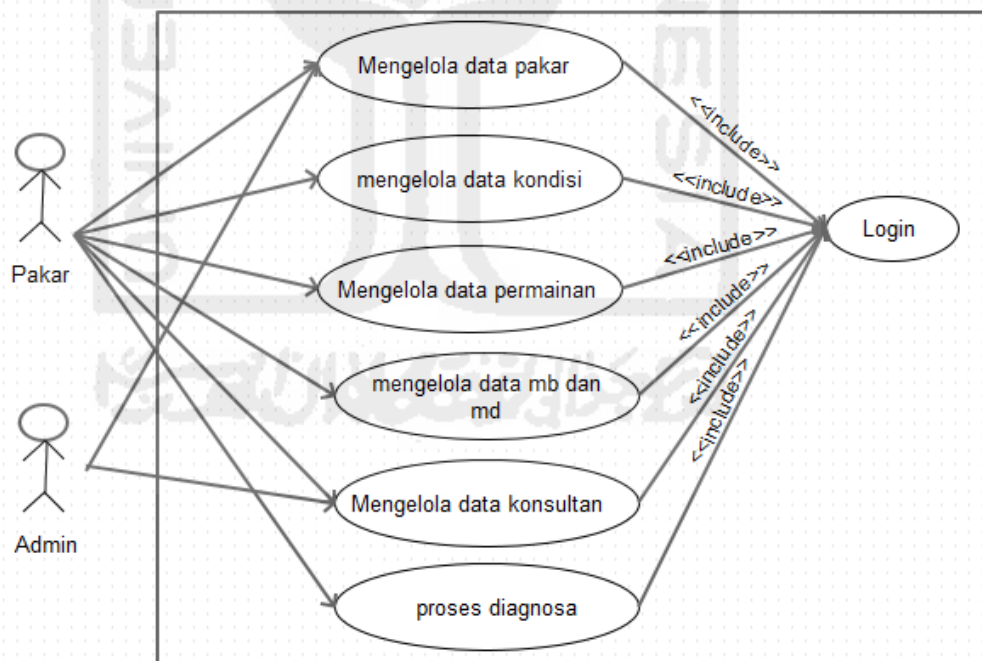 Mengelola data pakar
mengelola data kondisi
Mengelola data permainan
mengelola data mb dan
md
Mengelola data konsultan
proses diagnosa
Login
Pakar
Admin
<<include>>
<<include>>
<<include>>
<<include>>
<<include>>
<<include>>